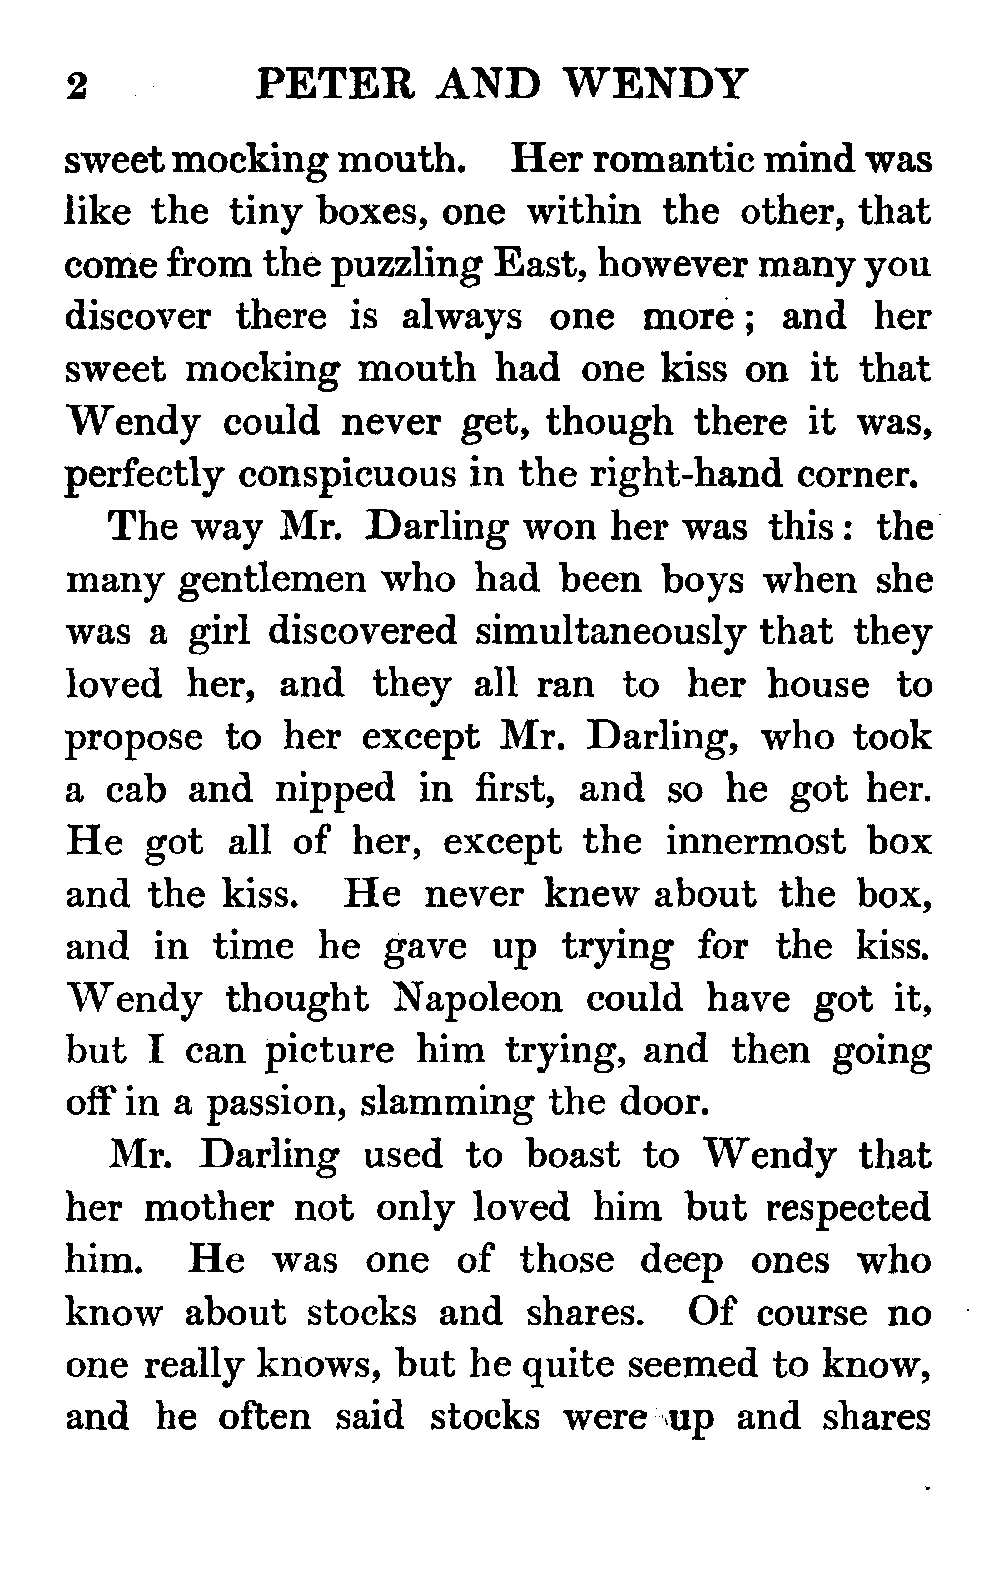 2 PETER AND WENDY
sweet mocking mouth. Her romantic mind was
like the tiny boxes, one within the other, that
come from the puzzling East, however many you
discover there is always one more; and her
sweet mocking mouth had one kiss on it that
Wendy could never get, though there it was,
perfectly conspicuous in the right-hand corner.
The way Mr. Darling won her was this: the
many gentlemen who had been boys when she
was a girl discovered simultaneously that they
loved her, and they all ran to her house to
propose to her except Mr. Darling, who took
a cab and nipped in first, and so he got her.
He got all of her, except the innermost box
and the kiss. He never knew about the box,
and in time he gave up trying for the kiss.
Wendy thought Napoleon could have got it,
but I can picture him trying, and then going
off in a passion, slamming the door.
Mr. Darling used to boast to Wendy that
her mother not only loved him but respected
him. He was one of those deep ones who
know about stocks and shares. Of course no
one really knows, but he quite seemed to know,
and he often said stocks were up and shares